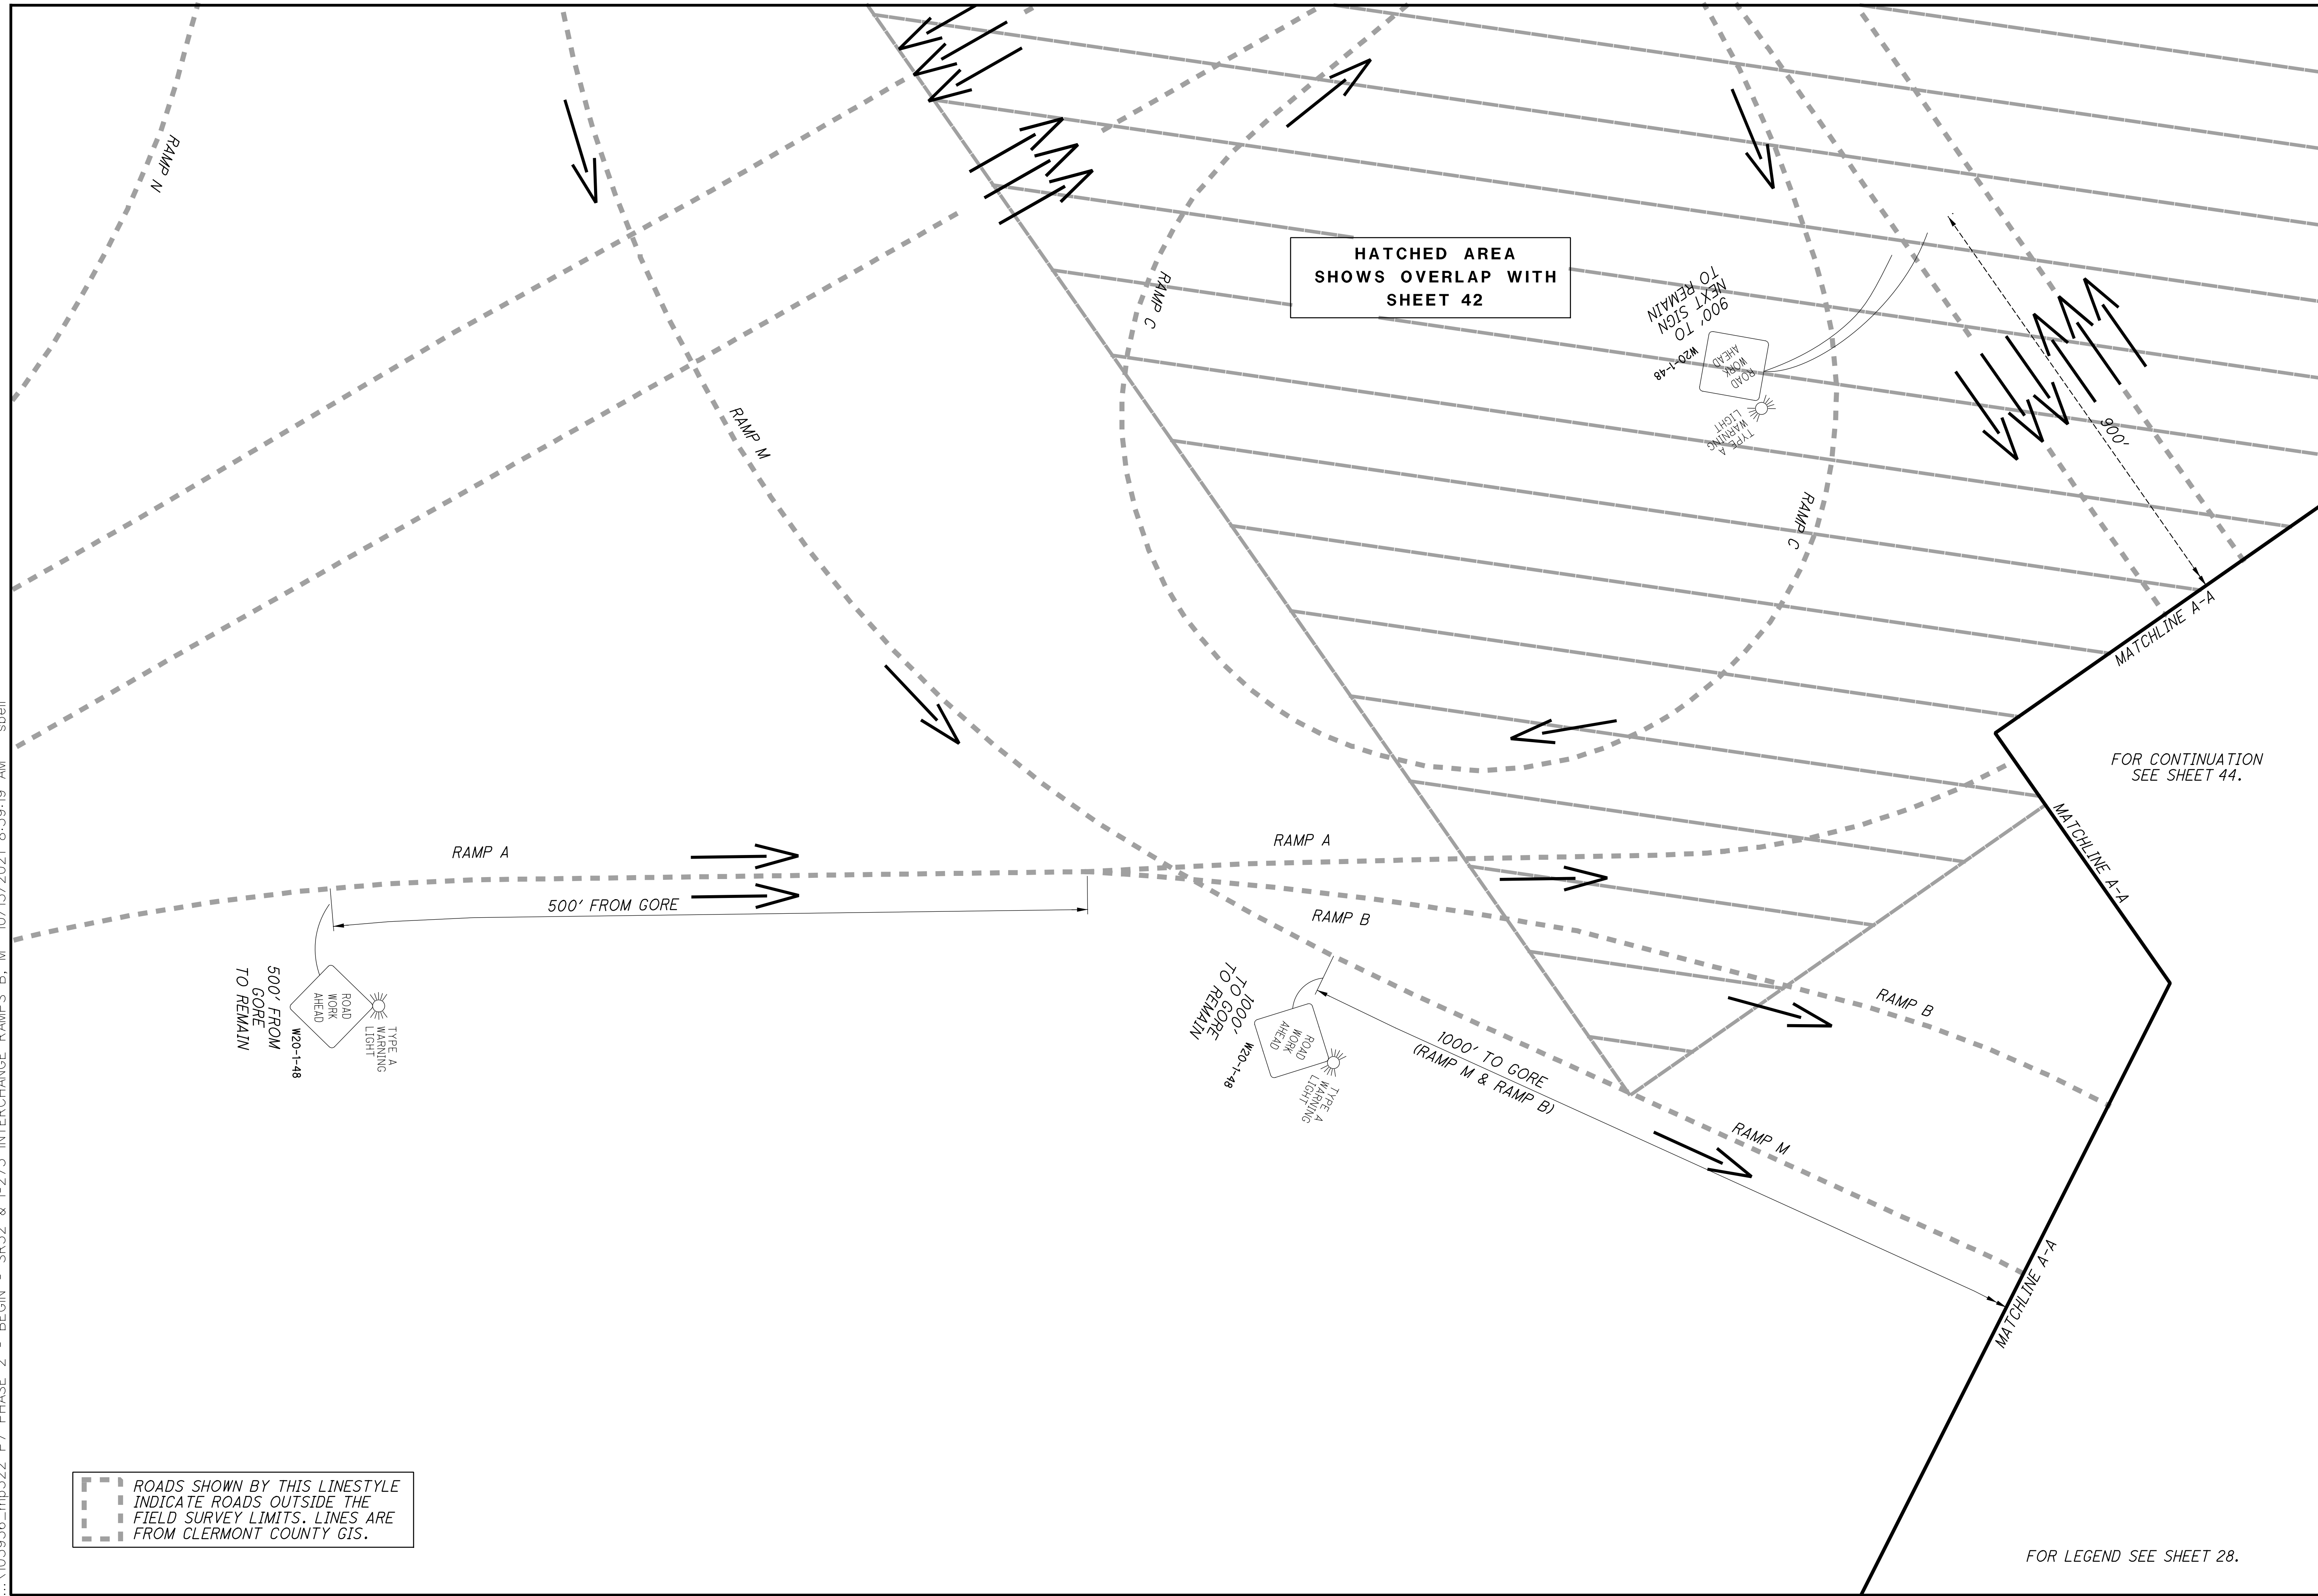 RAMP N
RAMP M
RAMP C
HATCHED AREA
SHOWS OVERLAP WITH
SHEET 42
900' TO
NEXT SIGN
TO REMAIN
W20-1-48
ROAD
WORK
AHEAD
TYPE A
WARNING
LIGHT
900'
RAMP C
MATCHLINE A-A
FOR CONTINUATION
SEE SHEET 44.
MATCHLINE A-A
RAMP A
RAMP A
500' FROM GORE
RAMP B
RAMP B
500' FROM
GORE
TO REMAIN
ROAD
WORK
AHEAD
W20-1-48
TYPE A
WARNING
LIGHT
1000'
TO GORE
TO REMAIN
ROAD
WORK
AHEAD
W20-1-48
TYPE A
WARNING
LIGHT
1000' TO GORE
(RAMP M & RAMP B)
RAMP M
MATCHLINE A-A
ROADS SHOWN BY THIS LINESTYLE
INDICATE ROADS OUTSIDE THE
FIELD SURVEY LIMITS. LINES ARE
FROM CLERMONT COUNTY GIS.
FOR LEGEND SEE SHEET 28.